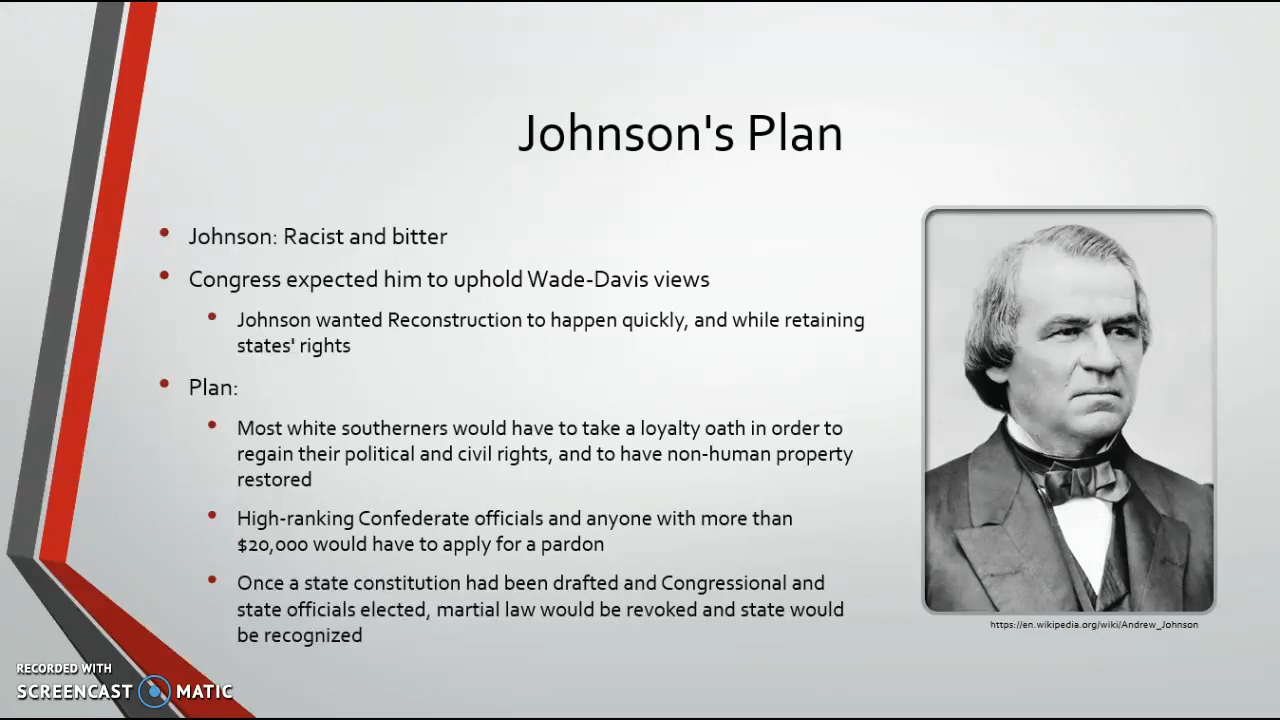 Johnson's Plan
Johnson: Racist and bitter
Congress expected him to uphold Wade-Davis views
Johnson wanted Reconstruction to happen quickly, and while retaining
states' rights
Plan:
Most white southerners would have to take a loyalty oath in order to
regain their political and civil rights, and to have non-human property
restored
High-ranking Confederate officials and anyone with more than
$20,000 would have to apply for a pardon
Once a state constitution had been drafted and Congressional and
state officials elected, martial law would be revoked and state would
be recognized
https://en.wikipedia.org/wiki/Andrew_Johnson
RECORDED WITH
SCREENCAST MATIC